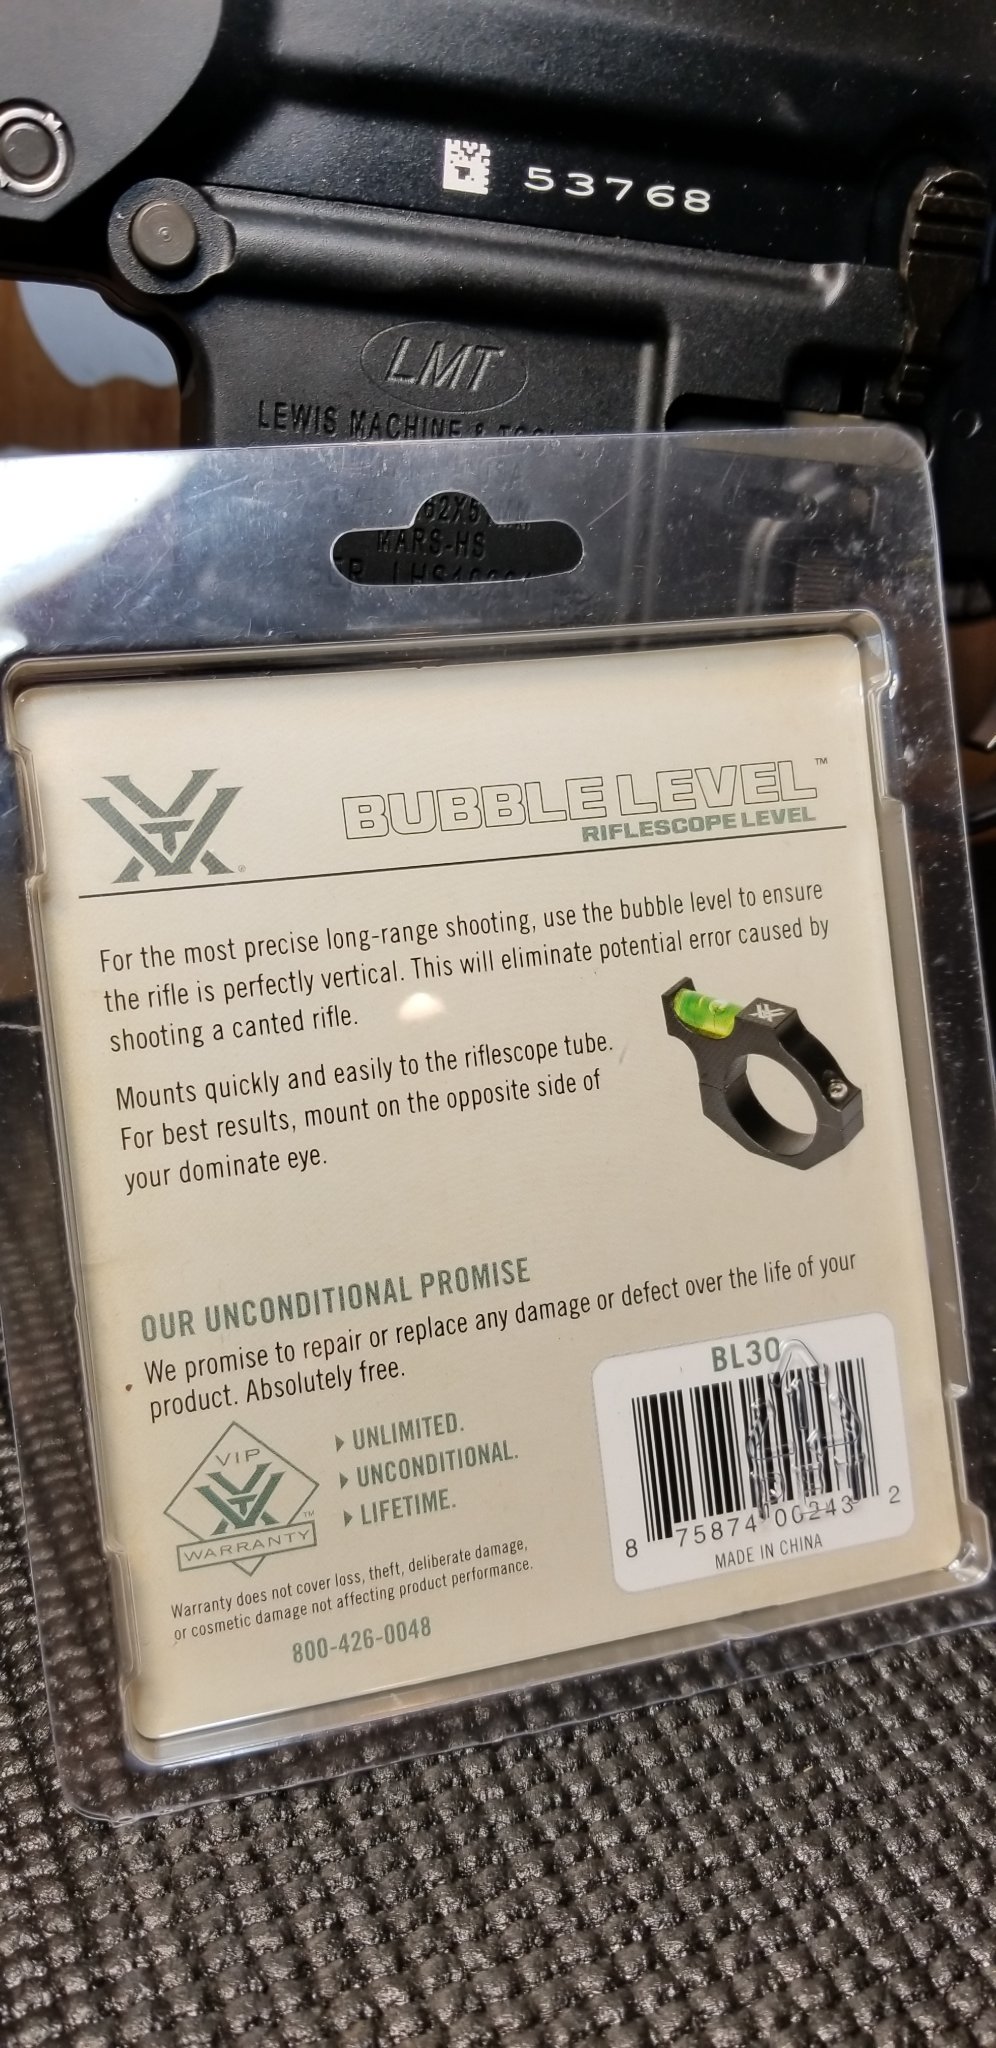 53768
LMT
LEWIS MACHINE &
MARS-HS
BUBBLE LEVEL™
RIFLESCOPE LEVEL
For the most precise long-range shooting, use the bubble level to ensure
the rifle is perfectly vertical. This will eliminate potential error caused by
shooting a canted rifle.
Mounts quickly and easily to the riflescope tube.
For best results, mount on the opposite side of
your dominate eye.
OUR UNCONDITIONAL PROMISE
We promise to repair or replace any damage or defect over the life of your
product. Absolutely free.
VIP
WARRANTY
™
UNLIMITED.
UNCONDITIONAL.
LIFETIME.
Warranty does not cover loss, theft, deliberate damage,
or cosmetic damage not affecting product performance.
800-426-0048
BL30
8 75874 00243 2
MADE IN CHINA